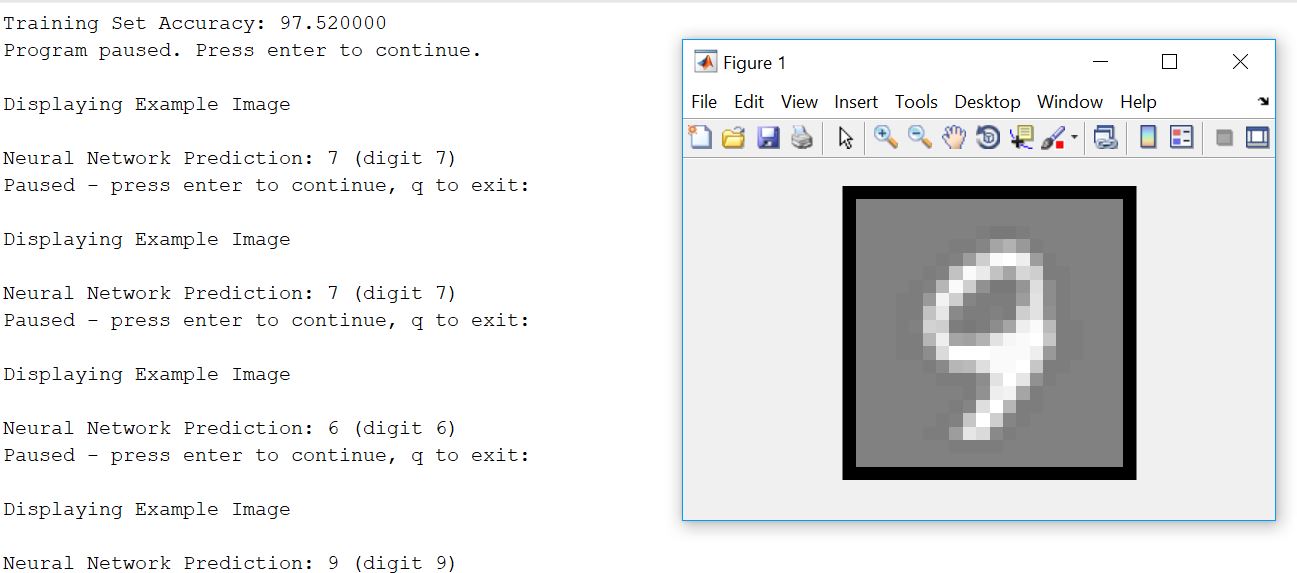 Training Set Accuracy: 97.520000
Program paused. Press enter to continue.
Displaying Example Image
Neural Network Prediction: 7 (digit 7)
Paused - press enter to continue, q to exit:
Displaying Example Image
Neural Network Prediction: 7 (digit 7)
Paused - press enter to continue, q to exit:
Displaying Example Image
Neural Network Prediction: 6 (digit 6)
Paused - press enter to continue, q to exit:
Displaying Example Image
Neural Network Prediction: 9 (digit 9)
Figure 1
File Edit View Insert Tools Desktop Window Help
9